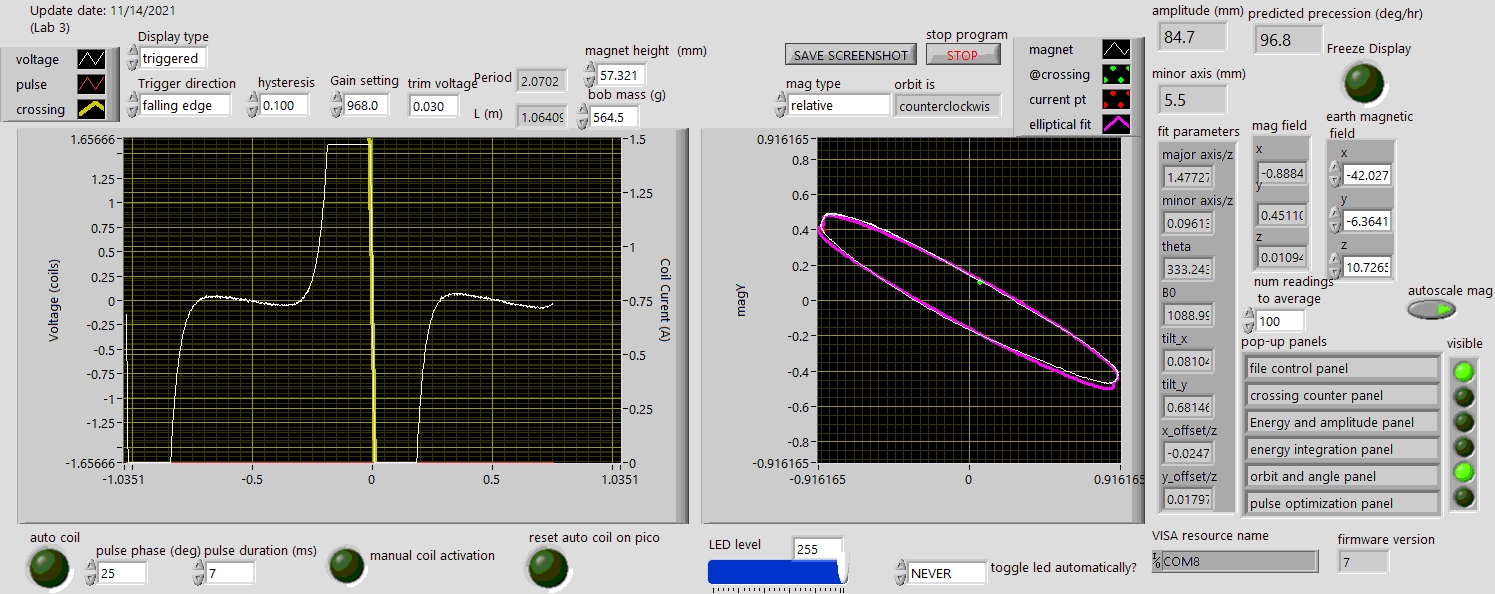 Update date: 11/14/2021
(Lab 3)
voltage
pulse
crossing
Display type
triggered
Trigger direction
falling edge
hysteresis
0.100
Gain setting
968.0
trim voltage
0.030
Period
2.0702
L (m)
1.06409
magnet height (mm)
57.321
bob mass (g)
564.5
SAVE SCREENSHOT
stop program
STOP
mag type
relative
orbit is
counterclockwis
magnet
@crossing
current pt
elliptical fit
amplitude (mm)
84.7
predicted precession (deg/hr)
96.8
minor axis (mm)
5.5
Freeze Display
Voltage (coils)
1.65666
1.25
1
0.75
0.5
0.25
0
-0.25
-0.5
-0.75
-1
-1.25
-1.65666
-1.0351
-0.5
0
0.5
1.0351
1.5
1.25
1
0.75
0.5
0.25
0
Coil Current (A)
magy
0.916165
0.8
0.6
0.4
0.2
0
-0.2
-0.4
-0.6
-0.8
-0.916165
-0.916165
0
0.916165
fit parameters
major axis/z
1.47727
minor axis/z
0.09613
theta
333.243
B0
1088.99
tilt_x
0.08104
tilt_y
0.68146
x_offset/z
-0.0247
y_offset/z
0.01797
mag field
x
-0.8884
y
0.45110
z
0.01094
earth magnetic
field
x
-42.027
y
-6.3641
z
10.7265
num readings
to average
100
autoscale mag
pop-up panels
visible
file control panel
crossing counter panel
Energy and amplitude panel
energy integration panel
orbit and angle panel
pulse optimization panel
auto coil
pulse phase (deg)
25
pulse duration (ms)
7
manual coil activation
reset auto coil on pico
LED level
255
NEVER
toggle led automatically?
VISA resource name
COM8
firmware version
7